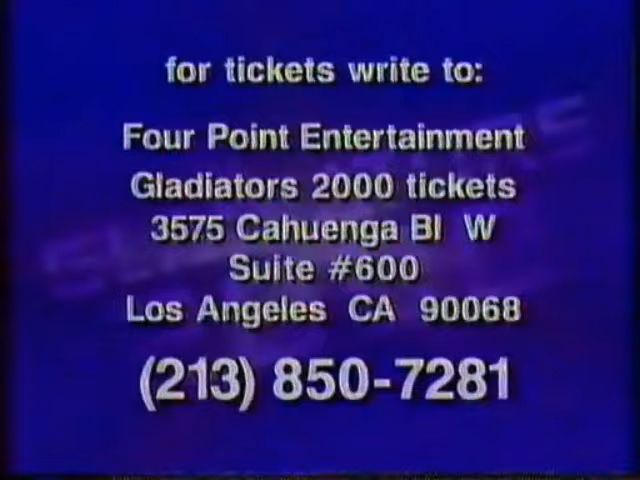 for tickets write to:
Four Point Entertainment
Gladiators 2000 tickets
3575 Cahuenga Bl W
Suite #600
Los Angeles CA 90068
(213) 850-7281